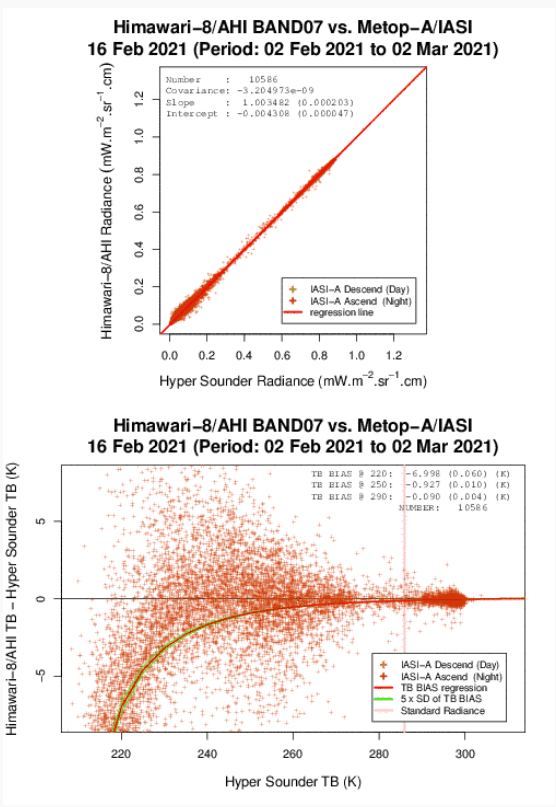 Himawari−8/AHI BAND07 vs. Metop−A/IASI
16 Feb 2021 (Period: 02 Feb 2021 to 02 Mar 2021)
Number : 10586
Covariance: −3.204973e−09
Slope : 1.003482 (0.000203)
Intercept : −0.004308 (0.000047)
Himawari−8/AHI Radiance (mW.m−2.sr−1.cm)
1.2
1.0
0.8
0.6
0.4
0.2
0.0
IASI−A Descend (Day)
IASI−A Ascend (Night)
regression line
0.0 0.2 0.4 0.6 0.8 1.0 1.2
Hyper Sounder Radiance (mW.m−2.sr−1.cm)
Himawari−8/AHI BAND07 vs. Metop−A/IASI
16 Feb 2021 (Period: 02 Feb 2021 to 02 Mar 2021)
TB BIAS @ 220: −6.998 (0.060) (K)
TB BIAS @ 250: −0.927 (0.010) (K)
TB BIAS @ 290: −0.090 (0.004) (K)
NUMBER: 10586
Himawari−8/AHI TB − Hyper Sounder TB (K)
5
0
−5
IASI−A Descend (Day)
IASI−A Ascend (Night)
TB BIAS regression
5 x SD of TB BIAS
Standard Radiance
220 240 260 280 300
Hyper Sounder TB (K)